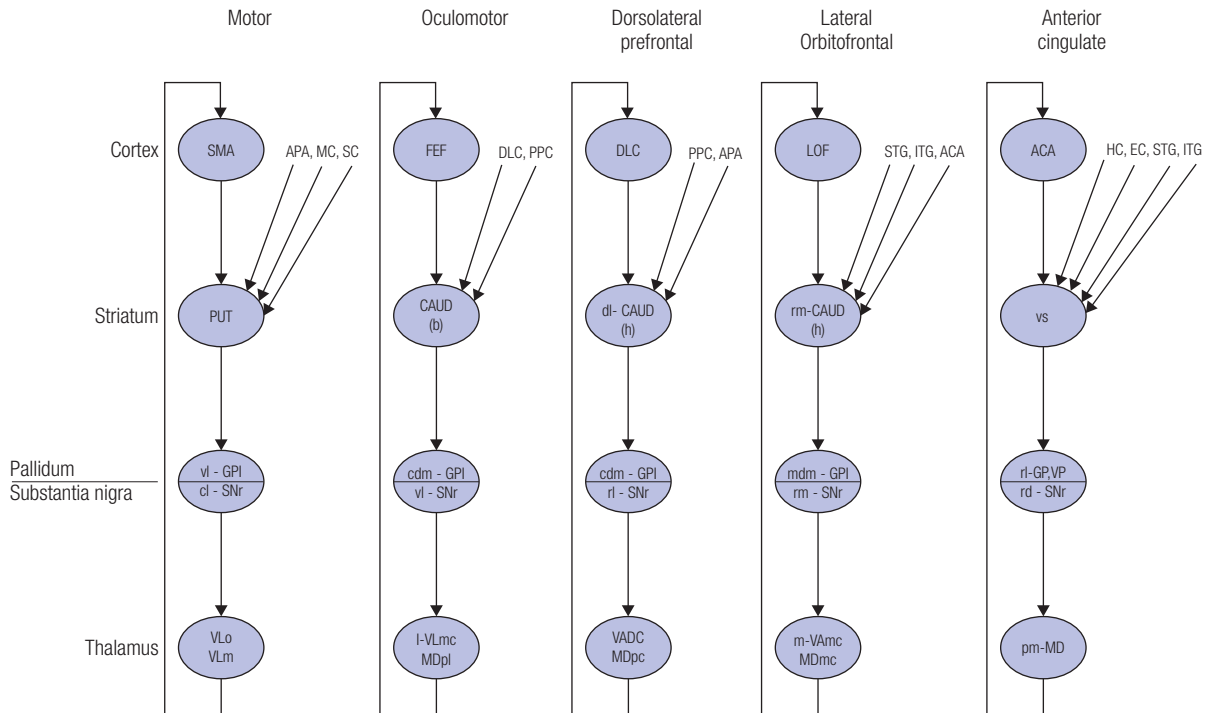 Motor
Oculomotor
Dorsolateral
prefrontal
Lateral
Orbitofrontal
Anterior
cingulate
Cortex
SMA
APA, MC, SC
FEF
DLC, PPC
DLC
PPC, APA
LOF
STG, ITG, ACA
ACA
HC, EC, STG, ITG
Striatum
PUT
CAUD
(b)
dl- CAUD
(h)
rm-CAUD
(h)
vs
Pallidum
Substantia nigra
vl - GPI
cl - SNr
cdm - GPI
vl - SNr
cdm - GPI
rl - SNr
mdm - GPI
rm - SNr
rl-GP,VP
rd - SNr
Thalamus
VLo
VLm
l-VLmc
MDpl
VADC
MDpc
m-VAmc
MDmc
pm-MD